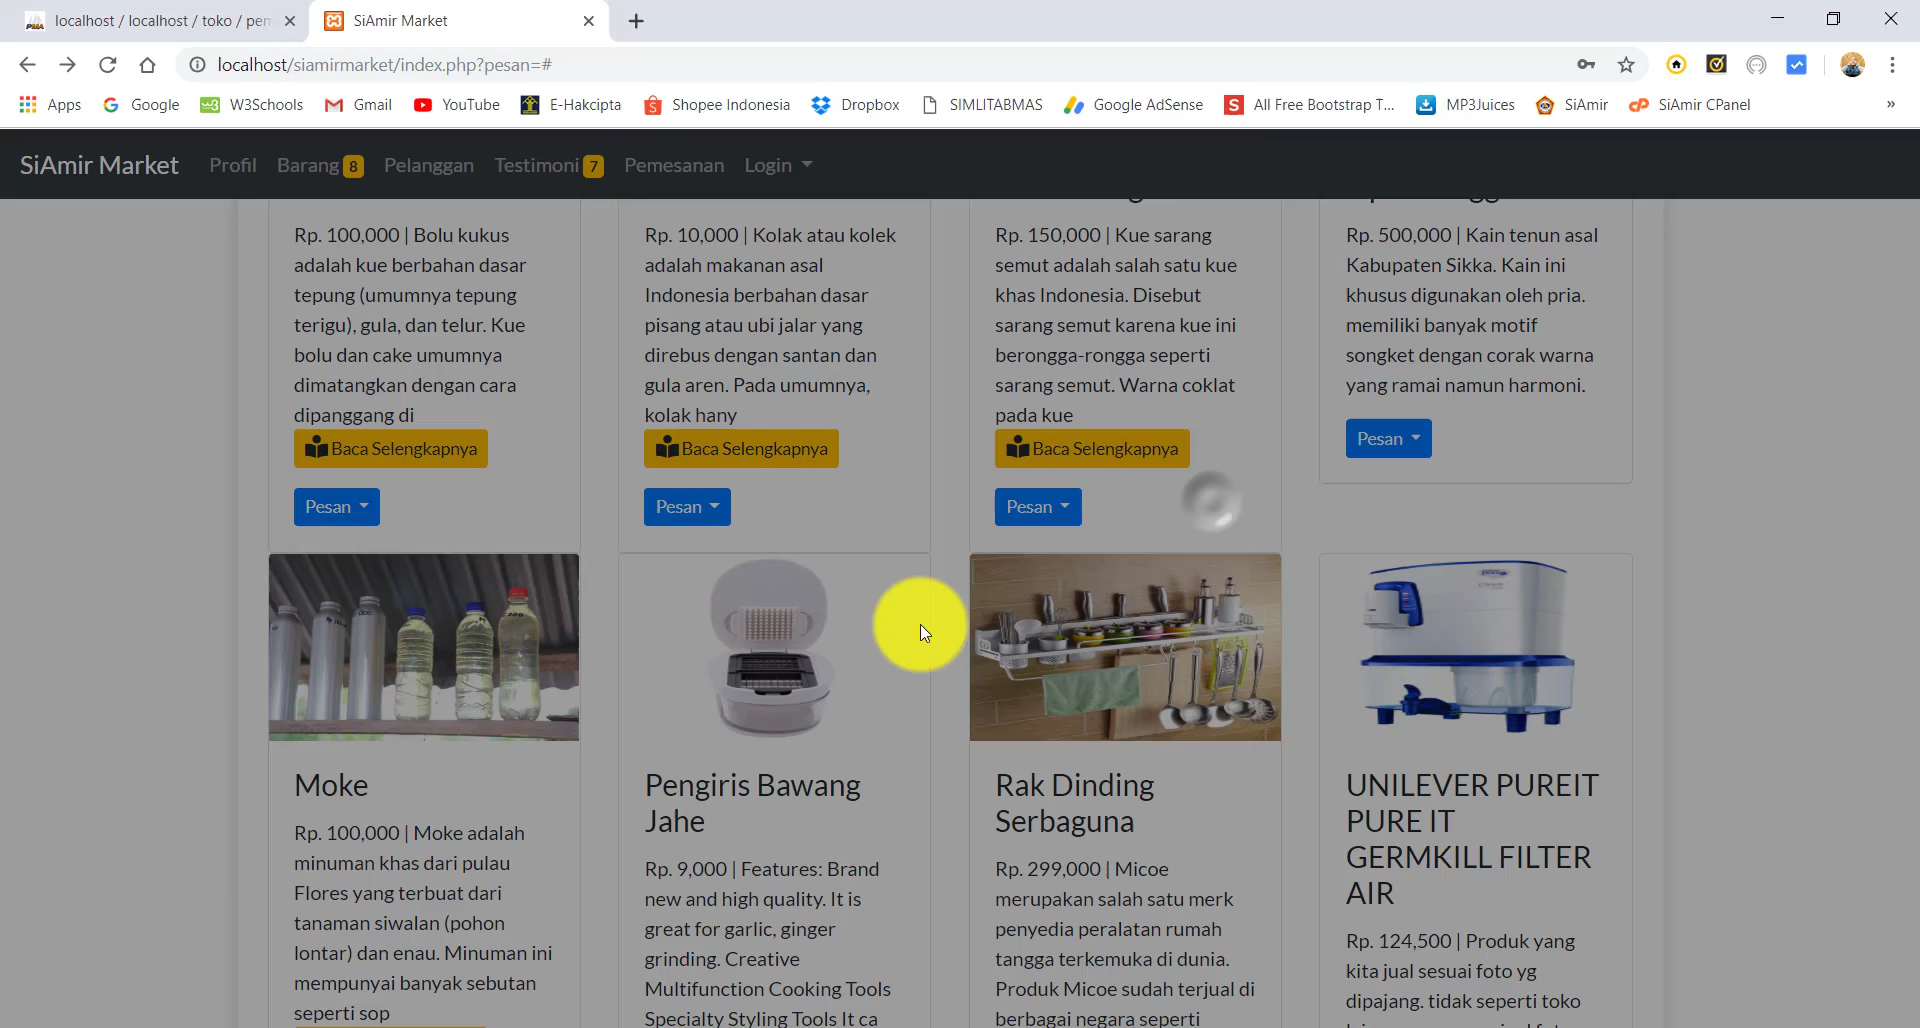 localhost / localhost / toko / pen
SiAmir Market
localhost/siamirmarket/index.php?pesan=#
Apps
Google
W3Schools
Gmail
YouTube
E-Hakcipta
Shopee Indonesia
Dropbox
SIMLITABMAS
Google AdSense
All Free Bootstrap T...
MP3Juices
SiAmir
SiAmir CPanel
»
SiAmir Market
Profil
Barang 8
Pelanggan
Testimoni 7
Pemesanan
Login
Rp. 100,000 | Bolu kukus
adalah kue berbahan dasar
tepung (umumnya tepung
terigu), gula, dan telur. Kue
bolu dan cake umumnya
dimatangkan dengan cara
dipanggang di
Baca Selengkapnya
Pesan
Rp. 10,000 | Kolak atau kolek
adalah makanan asal
Indonesia berbahan dasar
pisang atau ubi jalar yang
direbus dengan santan dan
gula aren. Pada umumnya,
kolak hany
Baca Selengkapnya
Pesan
Rp. 150,000 | Kue sarang
semut adalah salah satu kue
khas Indonesia. Disebut
sarang semut karena kue ini
berongga-rongga seperti
sarang semut. Warna coklat
pada kue
Baca Selengkapnya
Pesan
Rp. 500,000 | Kain tenun asal
Kabupaten Sikka. Kain ini
khusus digunakan oleh pria.
memiliki banyak motif
songket dengan corak warna
yang ramai namun harmoni.
Pesan
Moke
Rp. 100,000 | Moke adalah
minuman khas dari pulau
Flores yang terbuat dari
tanaman siwalan (pohon
lontar) dan enau. Minuman ini
mempunyai banyak sebutan
seperti sop
Pengiris Bawang
Jahe
Rp. 9,000 | Features: Brand
new and high quality. It is
great for garlic, ginger
grinding. Creative
Multifunction Cooking Tools
Specialty Styling Tools It ca
Rak Dinding
Serbaguna
Rp. 299,000 | Micoe
merupakan salah satu merk
penyedia peralatan rumah
tangga terkemuka di dunia.
Produk Micoe sudah terjual di
berbagai negara seperti
UNILEVER PUREIT
PURE IT
GERMKILL FILTER
AIR
Rp. 124,500 | Produk yang
kita jual sesuai foto yg
dipajang. tidak seperti toko